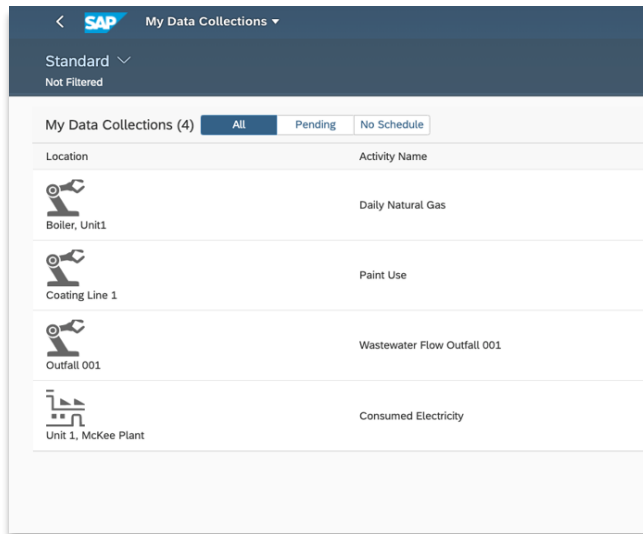 SAP My Data Collections
Standard
Not Filtered
My Data Collections (4) All Pending No Schedule
Location Activity Name
Boiler, Unit1 Daily Natural Gas
Coating Line 1 Paint Use
Outfall 001 Wastewater Flow Outfall 001
Unit 1, McKee Plant Consumed Electricity